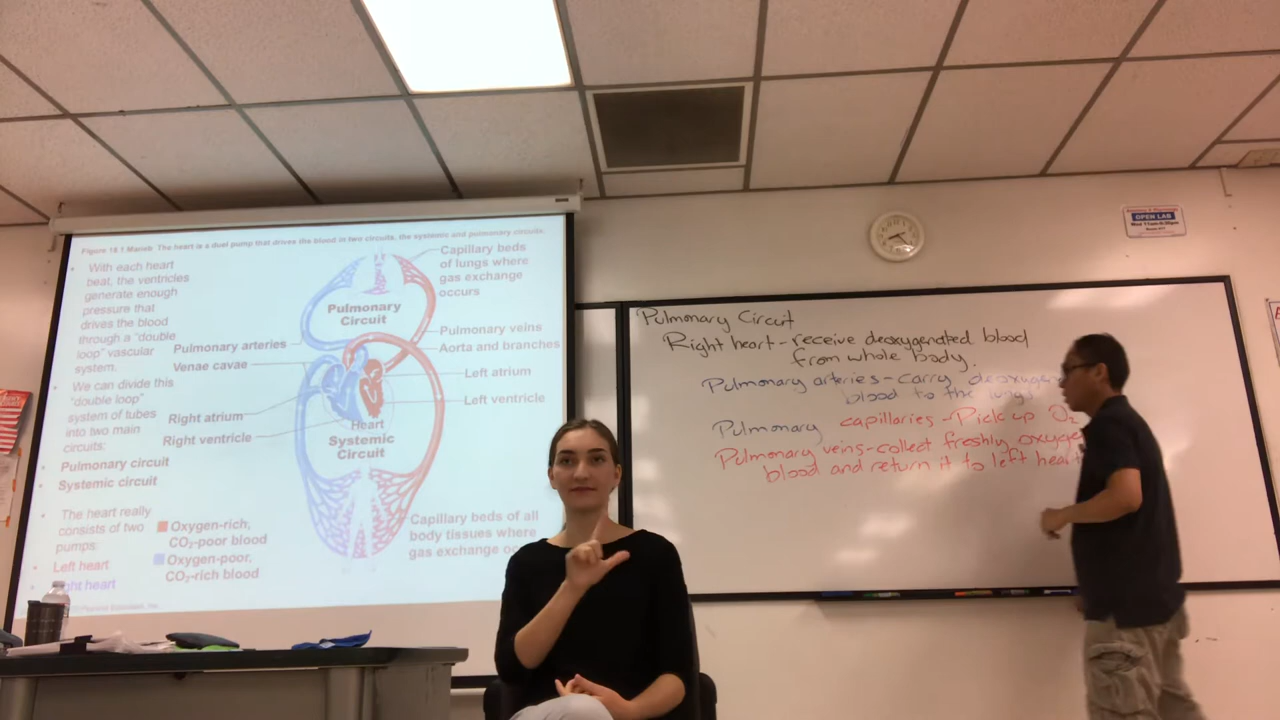 Figure 18.1 Marieb The heart is a dual pump that drives the blood in two circuits, the systemic and pulmonary circuits.
• With each heart
beat, the ventricles
generate enough
pressure that
drives the blood
through a "double
loop" vascular
system.
• We can divide this
"double loop"
system of tubes
into two main
circuits:
• Pulmonary circuit
• Systemic circuit
• The heart really
consists of two
pumps:
• Left heart
ht heart
Capillary beds
of lungs where
gas exchange
occurs
Pulmonary
Circuit
Pulmonary arteries
Venae cavae
Pulmonary veins
Aorta and branches
Left atrium
Left ventricle
Right atrium
Right ventricle
Heart
Systemic
Circuit
Oxygen-rich,
CO₂-poor blood
Oxygen-poor,
CO₂-rich blood
Capillary beds of all
body tissues where
gas exchange oc
Pulmonary Circuit
Right heart - receive deoxygenated blood
from whole body.
Pulmonary arteries - carry deoxygen
blood to the lungs
Pulmonary capillaries - Pick up O₂
Pulmonary veins - collect freshly oxyge
blood and return it to left heart
OPEN LAB